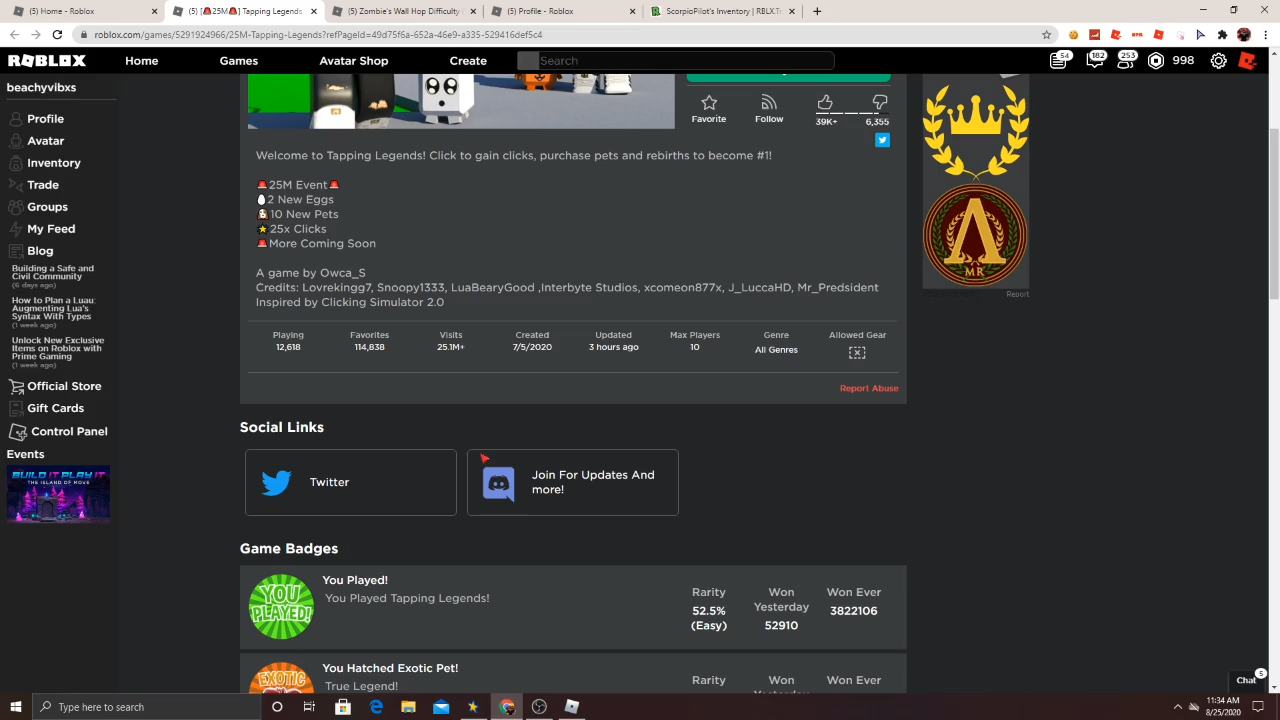 (5) Home - Roblox
(5) [🚨25M🚨] Tapping Legends
(5) Zombie's Wall Hop Difficulty
(5) Profile - Roblox
ScorpioPilot's Inventory | RBLX.Tr
roblox.com/games/5291924966/25M-Tapping-Legends?refPageId=49d75f6a-652a-46e9-a335-529416def5c4
ROBLOX
Home
Games
Avatar Shop
Create
Search
54
182
253
998
beachyvibxs
Profile
Avatar
Inventory
Trade
Groups
My Feed
Blog
Building a Safe and
Civil Community
(6 days ago)
How to Plan a Luau:
Augmenting Lua's
Syntax With Types
(1 week ago)
Unlock New Exclusive
Items on Roblox with
Prime Gaming
(1 week ago)
Official Store
Gift Cards
Control Panel
Events
BUILD IT PLAY IT
THE ISLAND OF MOVE
Favorite
Follow
39K+
6,355
Welcome to Tapping Legends! Click to gain clicks, purchase pets and rebirths to become #1!
🚨25M Event🚨
🥚2 New Eggs
10 New Pets
25x Clicks
🚨More Coming Soon
A game by Owca_S
Credits: Lovrekingg7, Snoopy1333, LuaBearyGood ,Interbyte Studios, xcomeon877x, J_LuccaHD, Mr_Predsident
Inspired by Clicking Simulator 2.0
Playing
12,618
Favorites
114,838
Visits
25.1M+
Created
7/5/2020
Updated
3 hours ago
Max Players
10
Genre
All Genres
Allowed Gear
Report Abuse
MR
Report
Social Links
Twitter
Join For Updates And
more!
Game Badges
YOU
PLAYED!
You Played!
You Played Tapping Legends!
Rarity
52.5%
(Easy)
Won
Yesterday
52910
Won Ever
3822106
EXOTIC
You Hatched Exotic Pet!
True Legend!
Rarity
Won
Won Ever
Chat
5
Type here to search
11:34 AM
8/25/2020